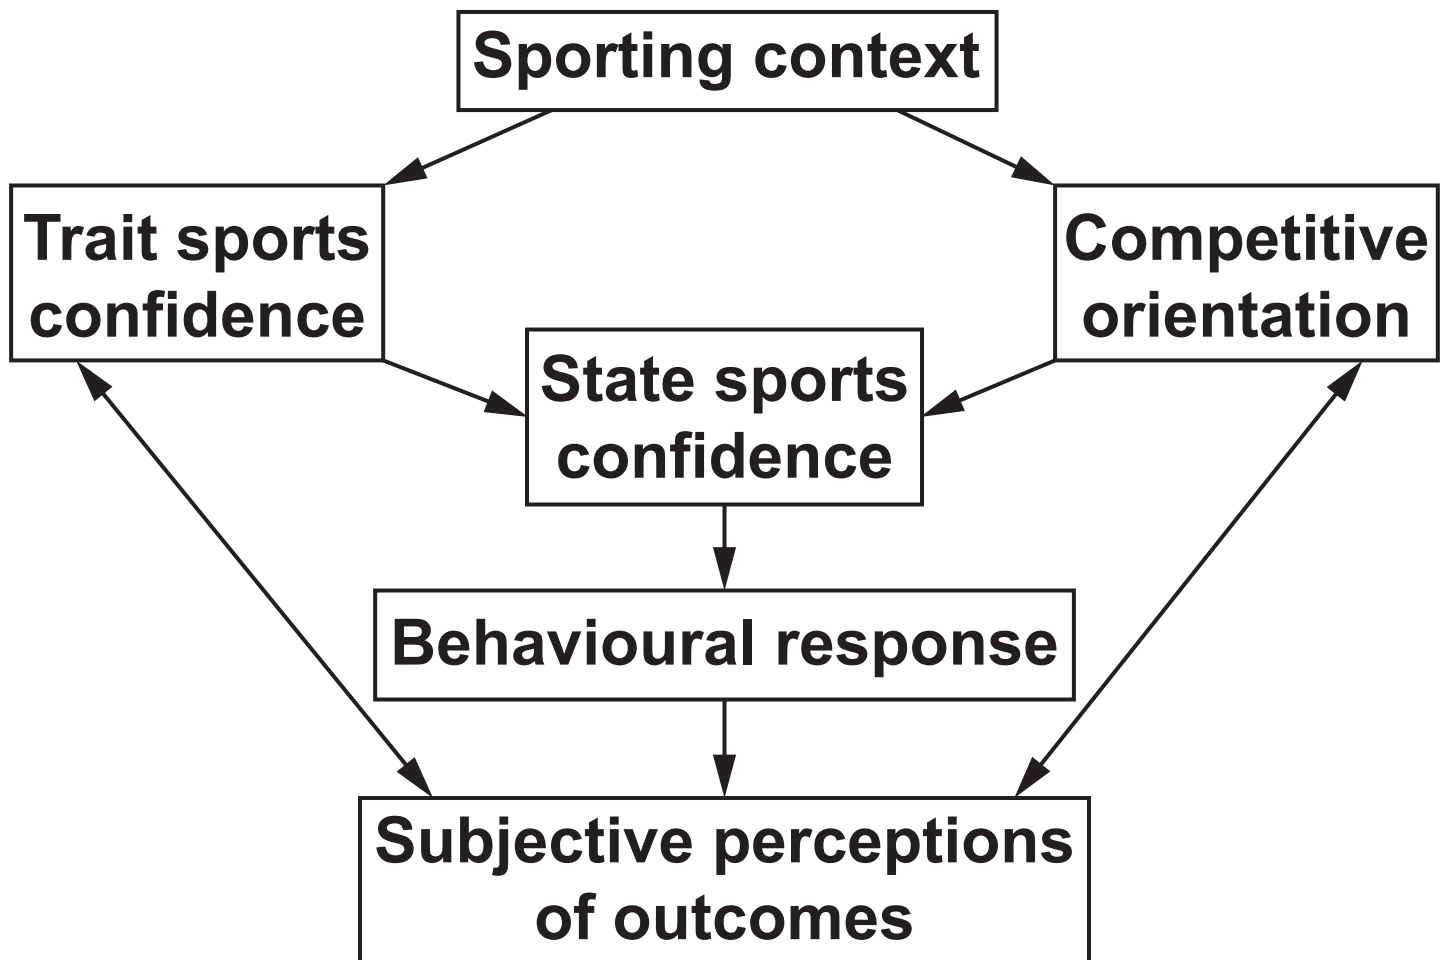 Sporting context
Trait sports
confidence
Competitive
orientation
State sports
confidence
Behavioural response
Subjective perceptions
of outcomes